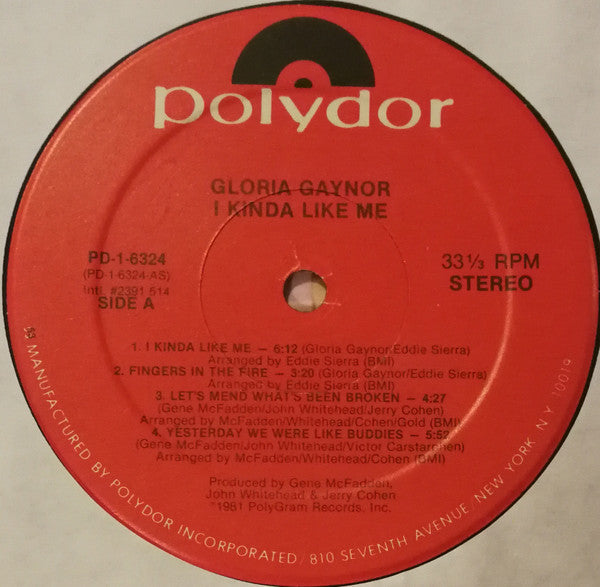 polydor
GLORIA GAYNOR
I KINDA LIKE ME
PD-1-6324
(PD-1-6324-AS)
Intl. #2391 514
SIDE A
33 1/3 RPM
STEREO
1. I KINDA LIKE ME — 6:12 (Gloria Gaynor/Eddie Sierra)
Arranged by Eddie Sierra (BMI)
2. FINGERS IN THE FIRE — 3:20 (Gloria Gaynor/Eddie Sierra)
Arranged by Eddie Sierra (BMI)
3. LET'S MEND WHAT'S BEEN BROKEN — 4:27
(Gene McFadden/John Whitehead/Jerry Cohen)
Arranged by McFadden/Whitehead/Cohen/Gold (BMI)
4. YESTERDAY WE WERE LIKE BUDDIES — 5:52
(Gene McFadden/John Whitehead/Victor Carstarphen)
Arranged by McFadden/Whitehead/Cohen (BMI)
Produced by Gene McFadden,
John Whitehead & Jerry Cohen
℗1981 PolyGram Records, Inc.
MANUFACTURED BY POLYDOR INCORPORATED/ 810 SEVENTH AVENUE, NEW YORK, N.Y. 10019